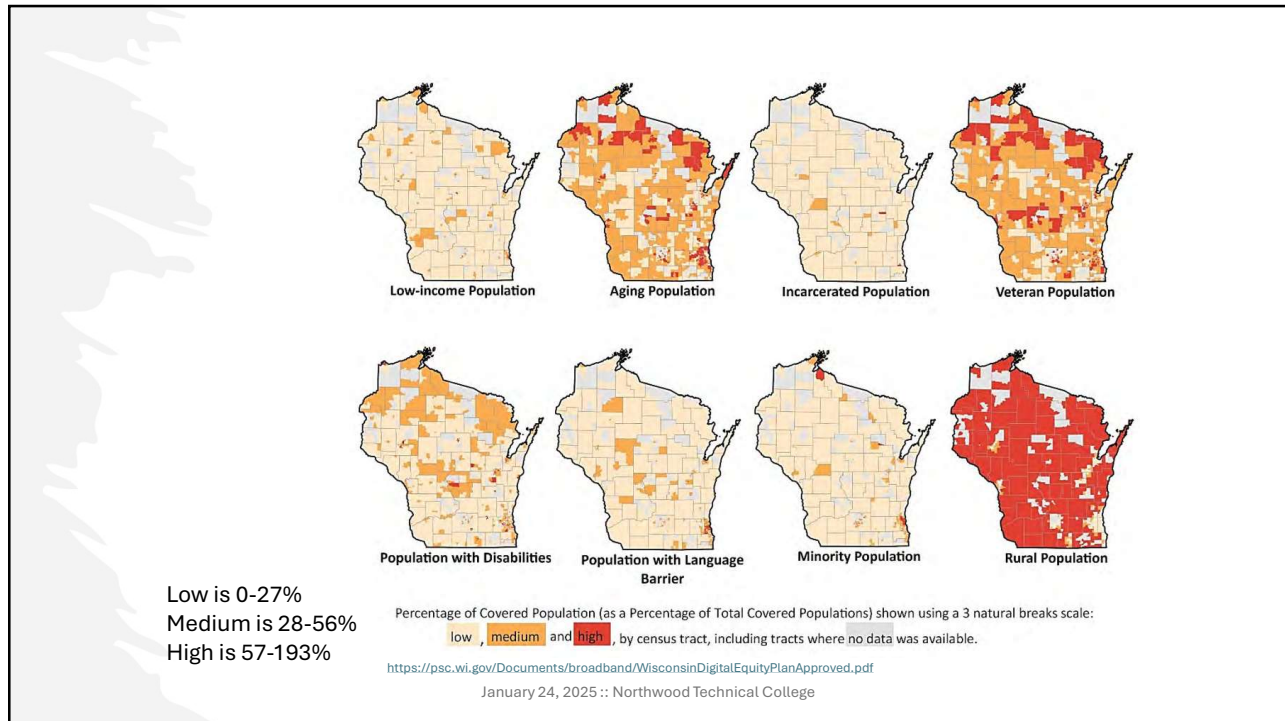 Low-income Population
Aging Population
Incarcerated Population
Veteran Population
Population with Disabilities
Population with Language
Barrier
Minority Population
Rural Population
Low is 0-27%
Medium is 28-56%
High is 57-193%
Percentage of Covered Population (as a Percentage of Total Covered Populations) shown using a 3 natural breaks scale:
low , medium and high , by census tract, including tracts where no data was available.
https://psc.wi.gov/Documents/broadband/WisconsinDigitalEquityPlanApproved.pdf
January 24, 2025 :: Northwood Technical College